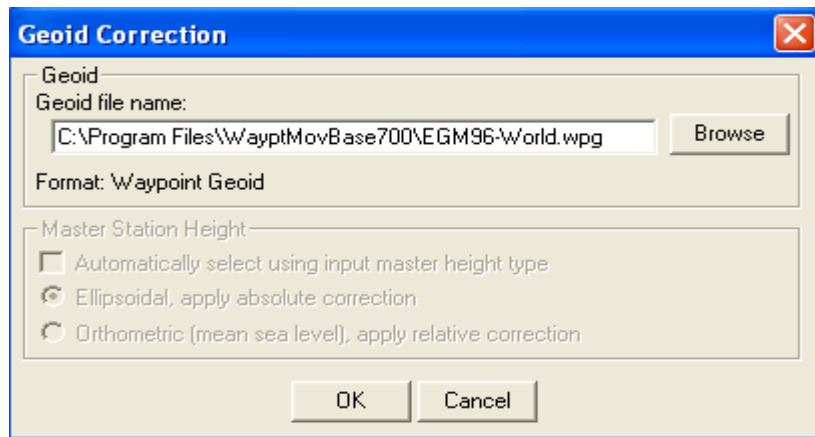 Geoid Correction
Geoid
Geoid file name:
C:\Program Files\WayptMovBase700\EGM96-World.wpg
Browse
Format: Waypoint Geoid
Master Station Height
Automatically select using input master height type
Ellipsoidal, apply absolute correction
Orthometric (mean sea level), apply relative correction
OK Cancel